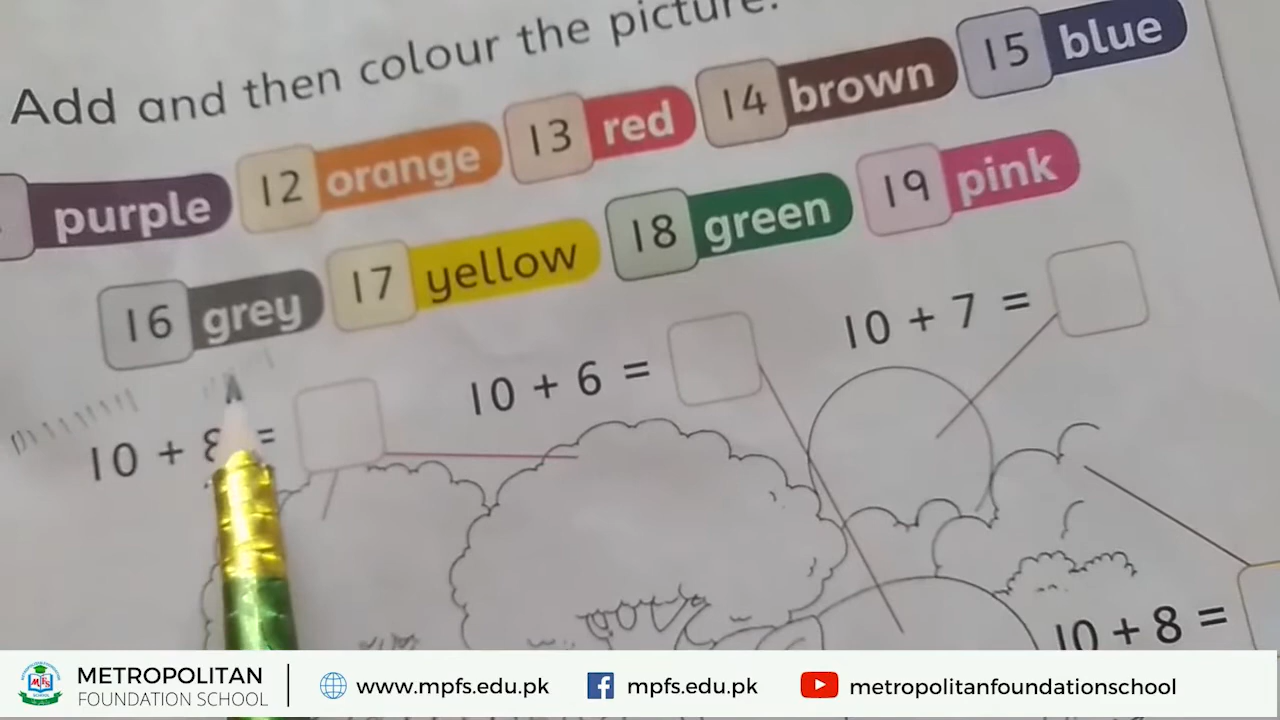 Add and then colour the picture.
purple 12 orange 13 red 14 brown 15 blue
16 grey 17 yellow 18 green 19 pink
10 + 8 = 10 + 6 = 10 + 7 =
10 + 8 =
METROPOLITAN
FOUNDATION SCHOOL
www.mpfs.edu.pk mpfs.edu.pk metropolitanfoundationschool